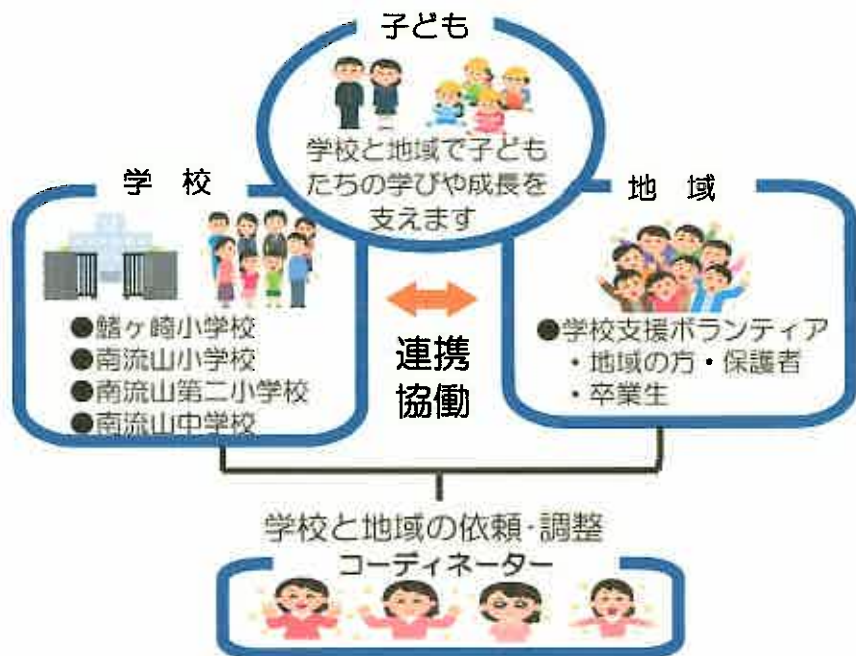 子ども
学校と地域で子ども
たちの学びや成長を
支えます
学 校
●鰭ヶ崎小学校
●南流山小学校
●南流山第二小学校
●南流山中学校
連携
協働
地 域
●学校支援ボランティア
・地域の方・保護者
・卒業生
学校と地域の依頼・調整
コーディネーター